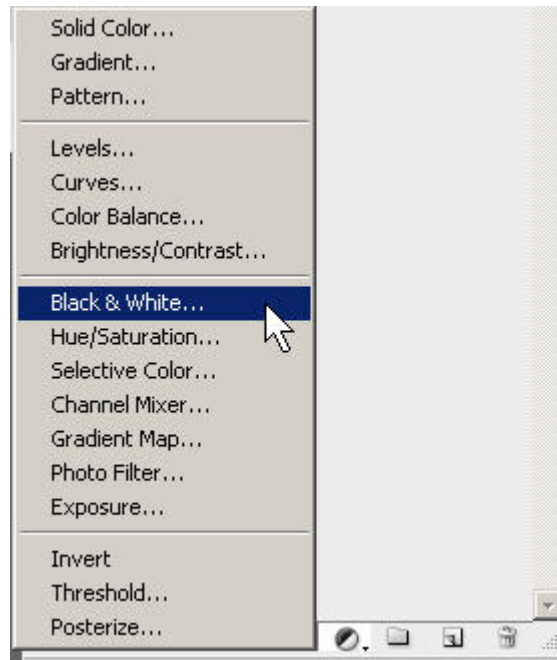 Solid Color...
Gradient...
Pattern...
Levels...
Curves...
Color Balance...
Brightness/Contrast...
Black & White...
Hue/Saturation...
Selective Color...
Channel Mixer...
Gradient Map...
Photo Filter...
Exposure...
Invert
Threshold...
Posterize...